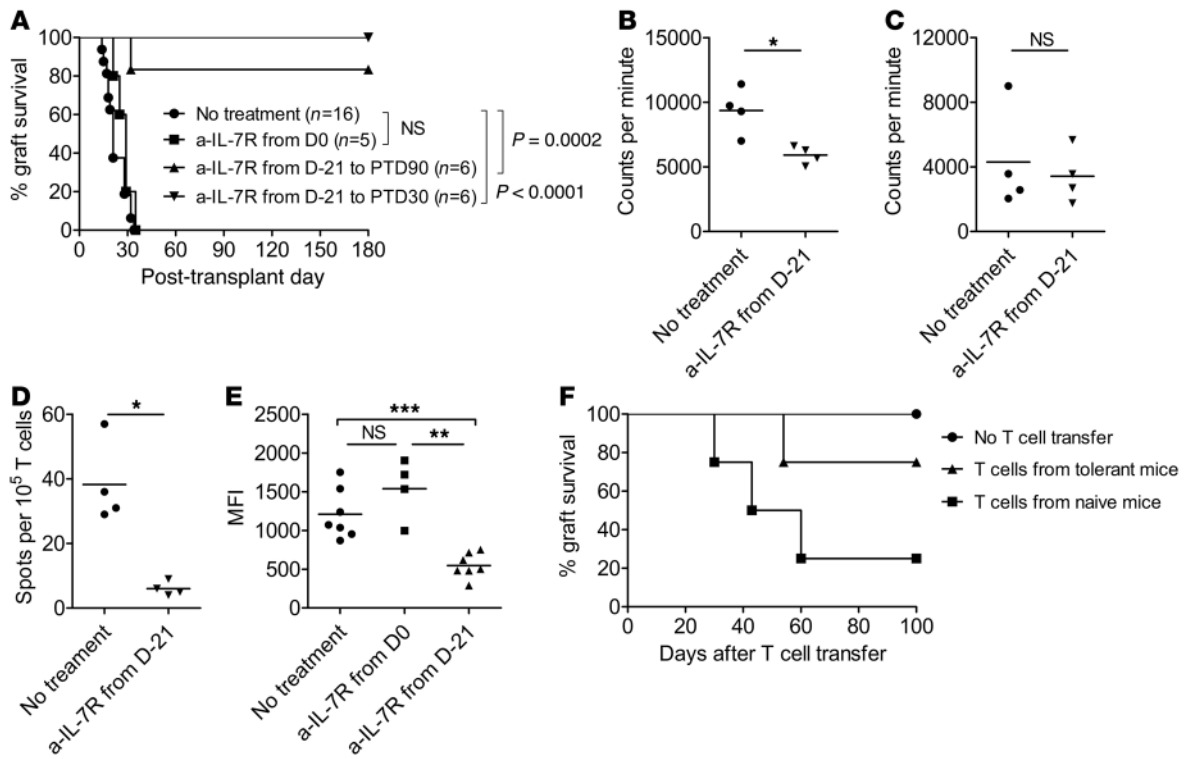 A
% graft survival
100
80
60
40
20
0
0 30 60 90 120 150 180
Post-transplant day
No treatment (n=16)
a-IL-7R from D0 (n=5)
a-IL-7R from D-21 to PTD90 (n=6)
a-IL-7R from D-21 to PTD30 (n=6)
NS
P = 0.0002
P < 0.0001
B
Counts per minute
15000
10000
5000
0
*
No treatment
a-IL-7R from D-21
C
Counts per minute
12000
8000
4000
0
NS
No treatment
a-IL-7R from D-21
D
Spots per 10⁵ T cells
60
40
20
0
*
No treament
a-IL-7R from D-21
E
MFI
2500
2000
1500
1000
500
0
***
NS
**
No treatment
a-IL-7R from D0
a-IL-7R from D-21
F
% graft survival
100
80
60
40
20
0
0 20 40 60 80 100
Days after T cell transfer
No T cell transfer
T cells from tolerant mice
T cells from naive mice